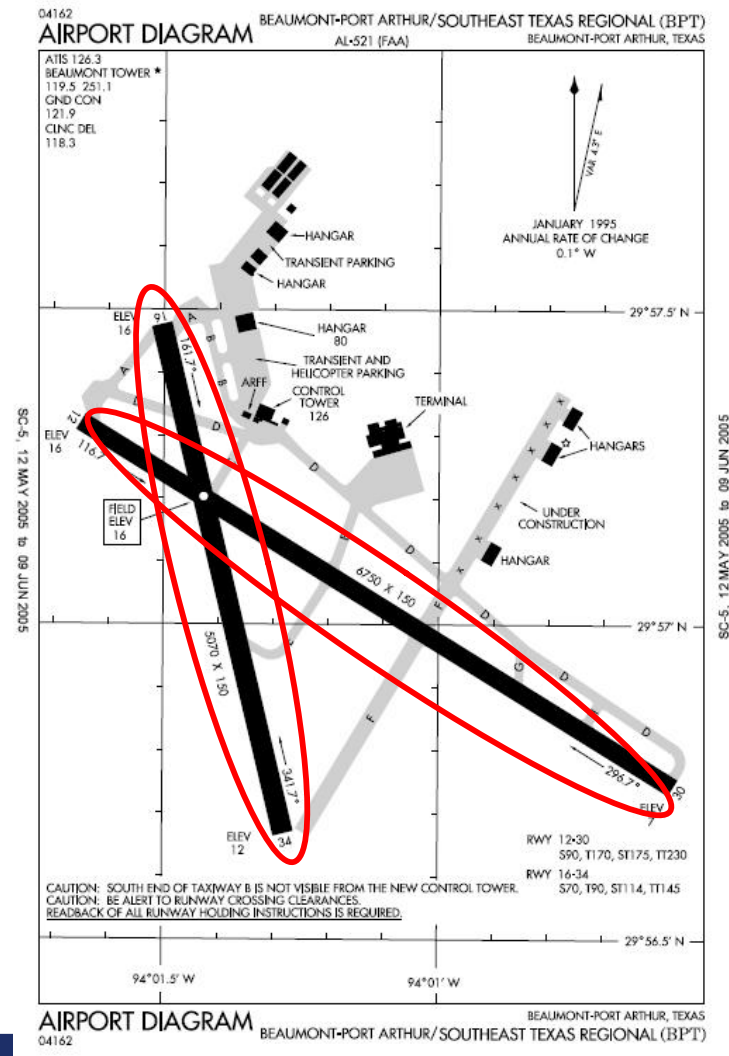 04162
AIRPORT DIAGRAM
BEAUMONT-PORT ARTHUR/SOUTHEAST TEXAS REGIONAL (BPT)
AL-521 (FAA)
BEAUMONT-PORT ARTHUR, TEXAS
ATIS 126.3
BEAUMONT TOWER *
119.5 251.1
GND CON
121.9
CLNC DEL
118.3
VAR 4.3° E
JANUARY 1995
ANNUAL RATE OF CHANGE
0.1° W
HANGAR
TRANSIENT PARKING
HANGAR
29°57.5' N
ELEV
16
16
A
B
161.7°
HANGAR
80
TRANSIENT AND
HELICOPTER PARKING
A
B
B
ARFF
CONTROL
TOWER
126
TERMINAL
D
D
D
12
ELEV
16
116.7
HANGARS
X
X
X
X
X
X
X
FIELD
ELEV
16
UNDER
CONSTRUCTION
E
D
D
HANGAR
6750 X 150
F
D
29°57' N
5070 X 150
G
D
F
D
296.7°
341.7°
30
ELEV
7
ELEV
12
34
RWY 12-30
S90, T170, ST175, TT230
RWY 16-34
S70, T90, ST114, TT145
CAUTION: SOUTH END OF TAXIWAY B IS NOT VISIBLE FROM THE NEW CONTROL TOWER.
CAUTION: BE ALERT TO RUNWAY CROSSING CLEARANCES.
READBACK OF ALL RUNWAY HOLDING INSTRUCTIONS IS REQUIRED.
29°56.5' N
94°01.5' W
94°01' W
SC-5, 12 MAY 2005 to 09 JUN 2005
SC-5, 12 MAY 2005 to 09 JUN 2005
AIRPORT DIAGRAM
04162
BEAUMONT-PORT ARTHUR, TEXAS
BEAUMONT-PORT ARTHUR/SOUTHEAST TEXAS REGIONAL (BPT)